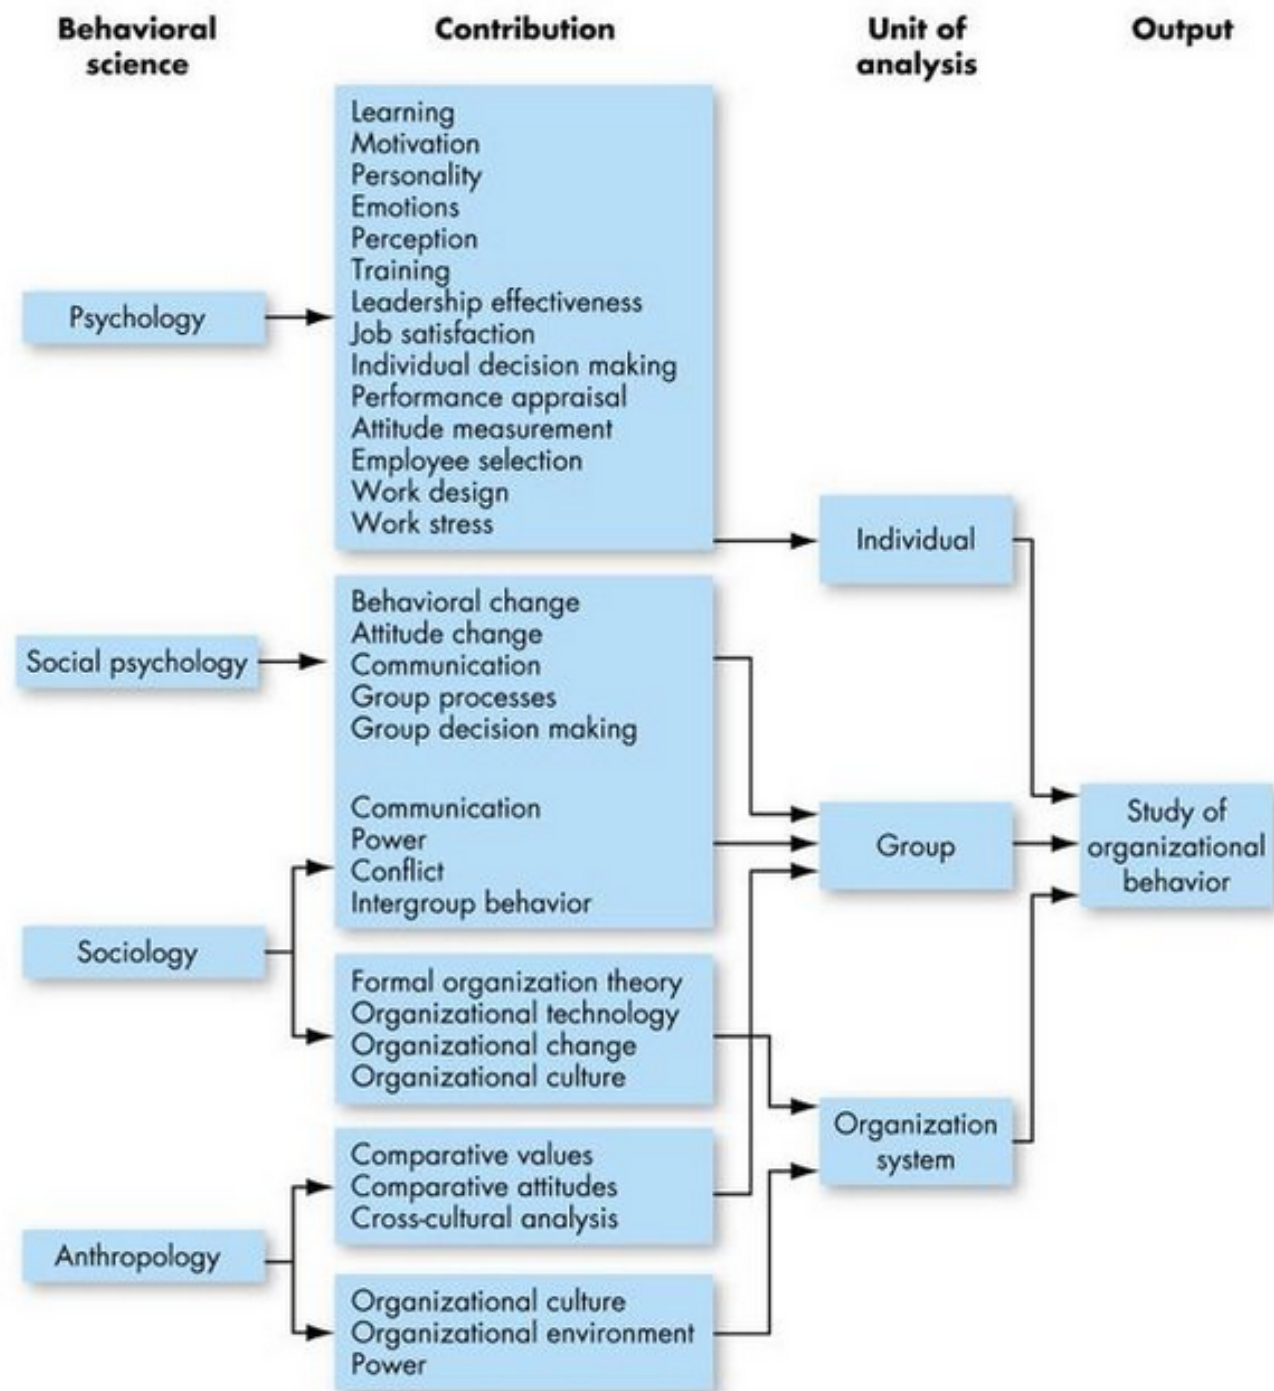 Behavioral
science
Contribution
Unit of
analysis
Output
Psychology
Learning
Motivation
Personality
Emotions
Perception
Training
Leadership effectiveness
Job satisfaction
Individual decision making
Performance appraisal
Attitude measurement
Employee selection
Work design
Work stress
Individual
Social psychology
Behavioral change
Attitude change
Communication
Group processes
Group decision making
Communication
Power
Conflict
Intergroup behavior
Group
Study of
organizational
behavior
Sociology
Formal organization theory
Organizational technology
Organizational change
Organizational culture
Organization
system
Anthropology
Comparative values
Comparative attitudes
Cross-cultural analysis
Organizational culture
Organizational environment
Power